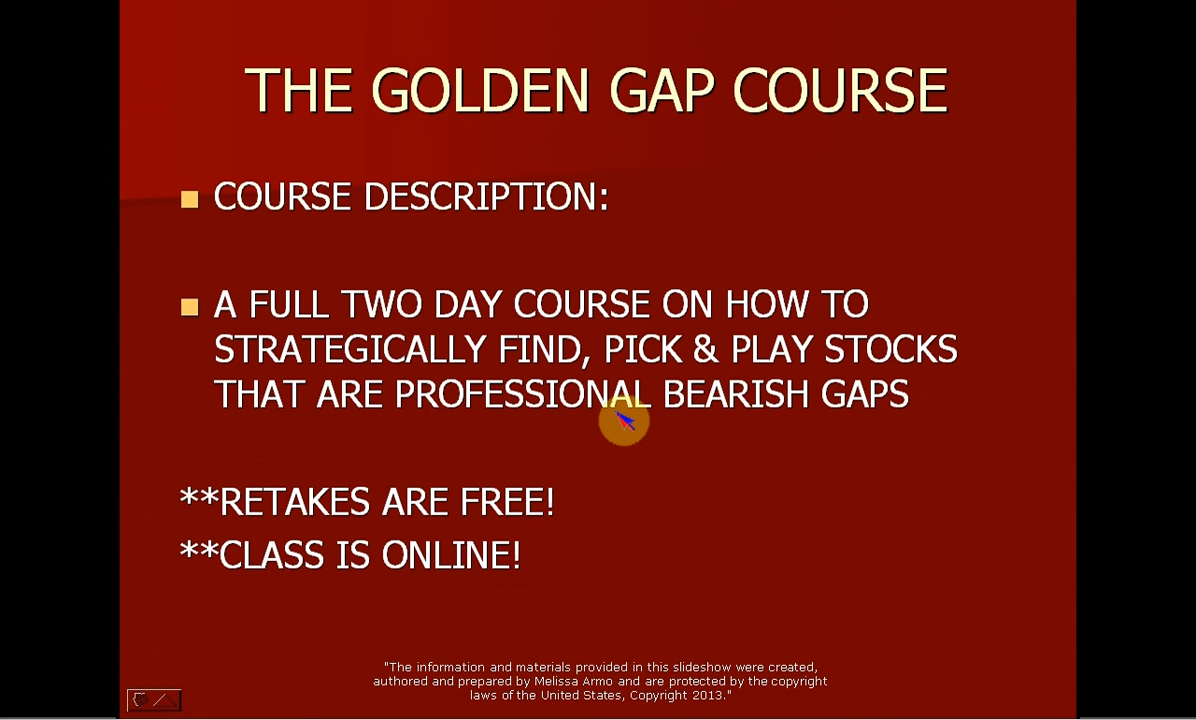 THE GOLDEN GAP COURSE
COURSE DESCRIPTION:
A FULL TWO DAY COURSE ON HOW TO
STRATEGICALLY FIND, PICK & PLAY STOCKS
THAT ARE PROFESSIONAL BEARISH GAPS
**RETAKES ARE FREE!
**CLASS IS ONLINE!
"The information and materials provided in this slideshow were created,
authored and prepared by Melissa Armo and are protected by the copyright
laws of the United States, Copyright 2013."